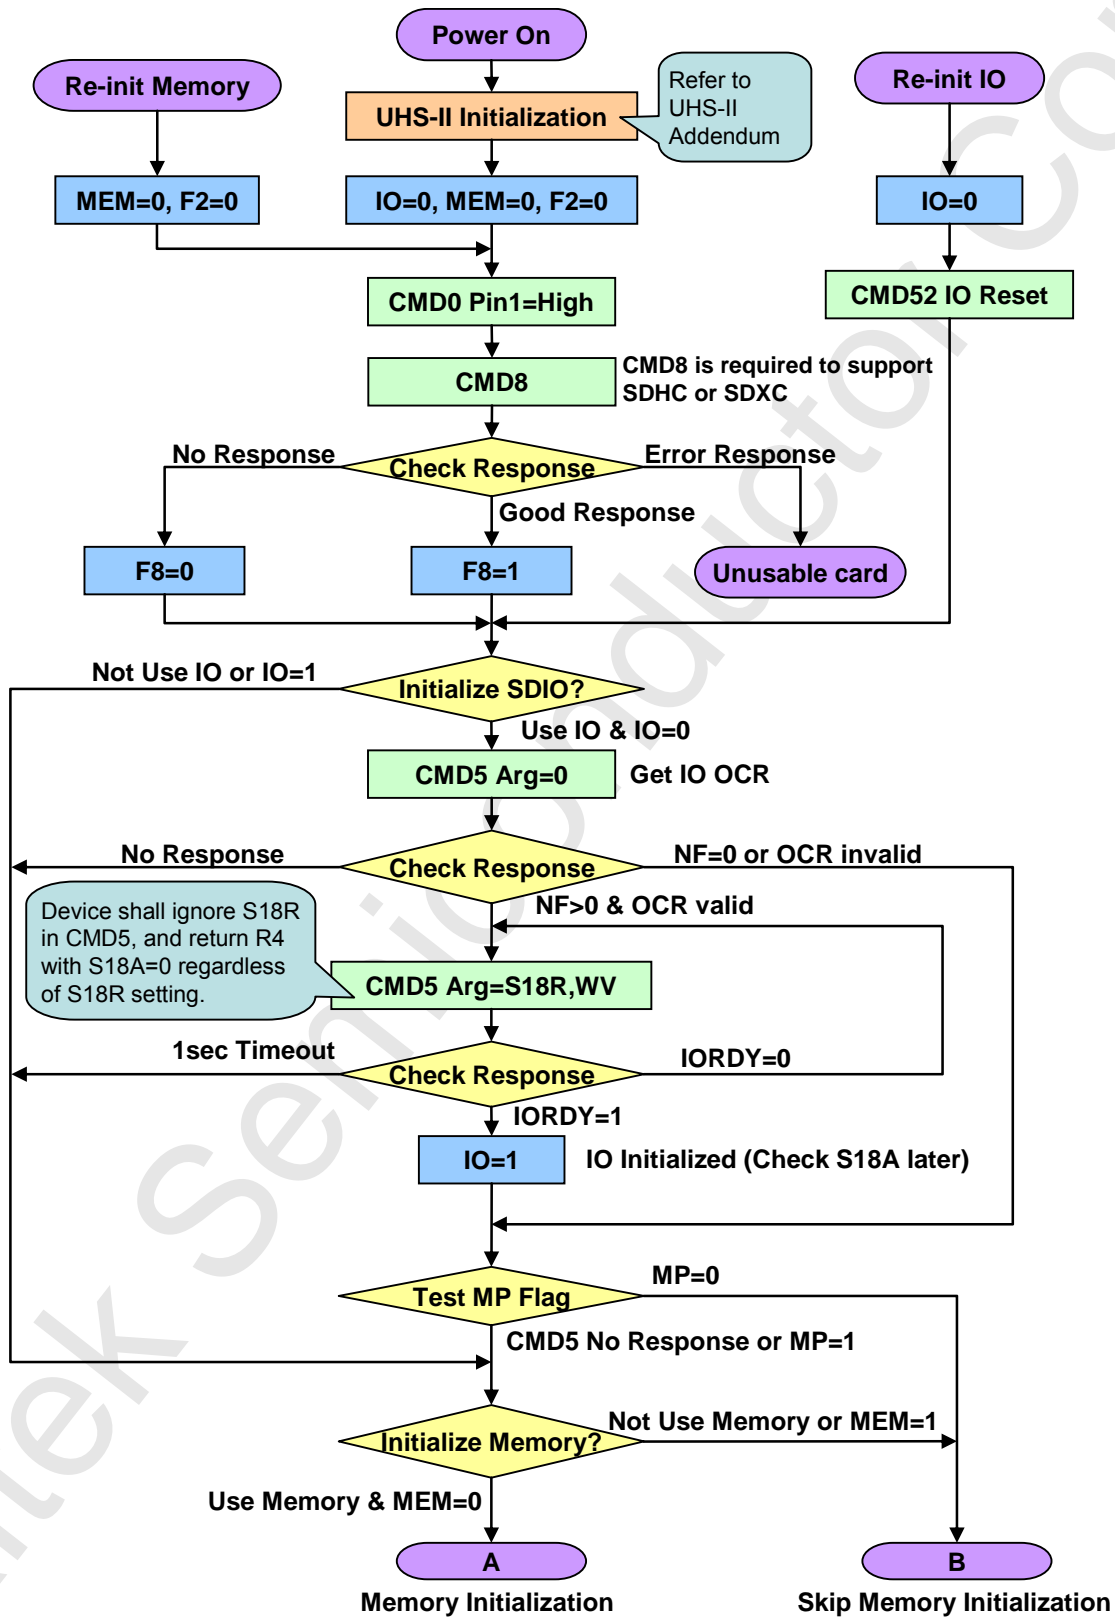 Power On
Re-init Memory
Refer to
UHS-II
Addendum
Re-init IO
UHS-II Initialization
MEM=0, F2=0
IO=0, MEM=0, F2=0
IO=0
CMD0 Pin1=High
CMD52 IO Reset
CMD8
CMD8 is required to support
SDHC or SDXC
No Response
Check Response
Error Response
Good Response
F8=0
F8=1
Unusable card
Not Use IO or IO=1
Initialize SDIO?
Use IO & IO=0
CMD5 Arg=0
Get IO OCR
No Response
Check Response
NF=0 or OCR invalid
NF>0 & OCR valid
Device shall ignore S18R
in CMD5, and return R4
with S18A=0 regardless
of S18R setting.
CMD5 Arg=S18R,WV
1sec Timeout
Check Response
IORDY=0
IORDY=1
IO=1
IO Initialized (Check S18A later)
MP=0
Test MP Flag
CMD5 No Response or MP=1
Not Use Memory or MEM=1
Initialize Memory?
Use Memory & MEM=0
A
B
Memory Initialization
Skip Memory Initialization